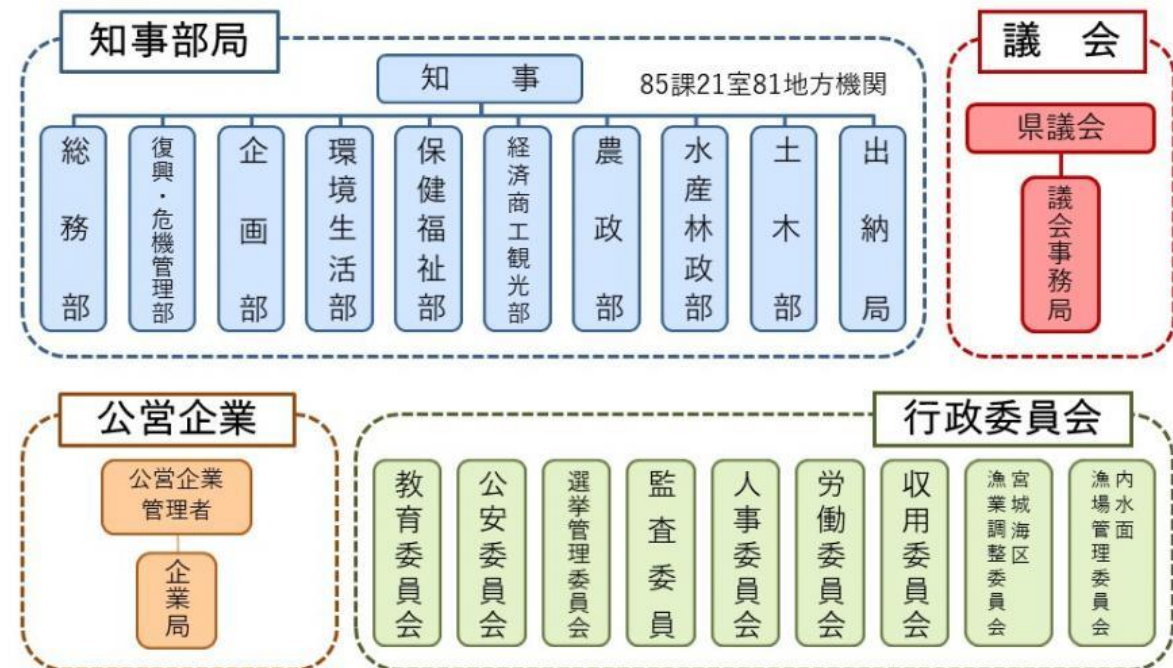 知事部局
知事
85課21室81地方機関
総務部
復興・危機管理部
企画部
環境生活部
保健福祉部
経済商工観光部
農政部
水産林政部
土木部
出納局
議会
県議会
議会事務局
公営企業
公営企業
管理者
企業局
行政委員会
教育委員会
公安委員会
選挙管理委員会
監査委員
人事委員会
労働委員会
収用委員会
宮城海区
漁業調整委員会
内水面
漁場管理委員会